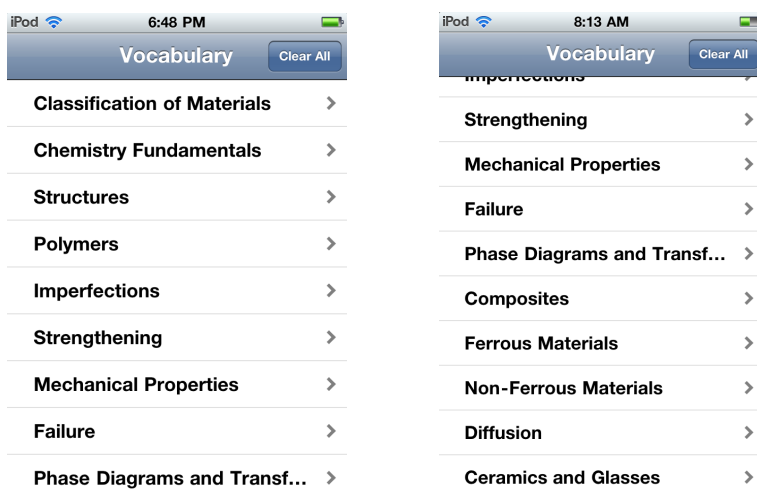 iPod 6:48 PM
Vocabulary Clear All
Classification of Materials
Chemistry Fundamentals
Structures
Polymers
Imperfections
Strengthening
Mechanical Properties
Failure
Phase Diagrams and Transf...
iPod 8:13 AM
Vocabulary Clear All
Imperfections
Strengthening
Mechanical Properties
Failure
Phase Diagrams and Transf...
Composites
Ferrous Materials
Non-Ferrous Materials
Diffusion
Ceramics and Glasses